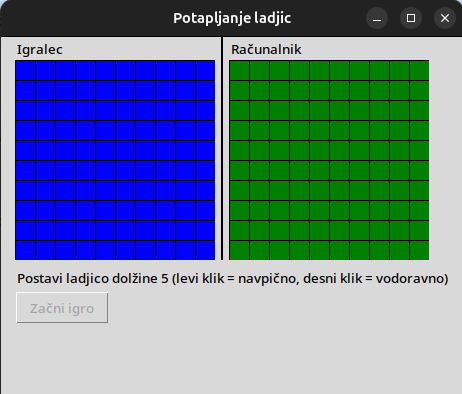 Potapljanje ladjic
Igralec
Računalnik
Postavi ladjico dolžine 5 (levi klik = navpično, desni klik = vodoravno)
Začni igro